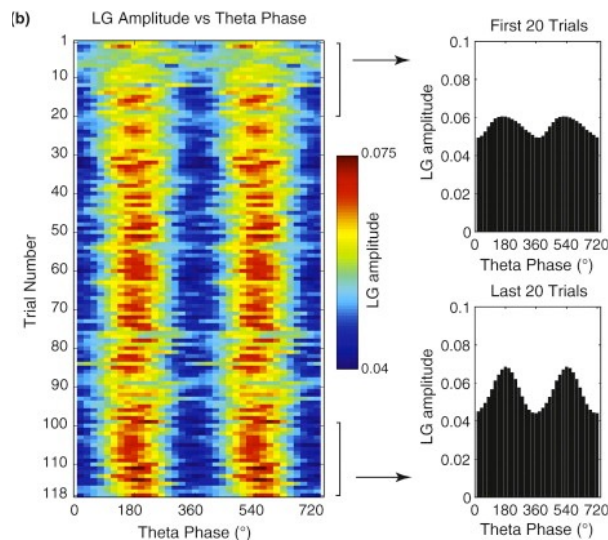 (b)
LG Amplitude vs Theta Phase
Trial Number
1
10
20
30
40
50
60
70
80
90
100
110
118
0 180 360 540 720
Theta Phase (°)
0.075
LG amplitude
0.04
First 20 Trials
LG amplitude
0.1
0.08
0.06
0.04
0.02
0
0 180 360 540 720
Theta Phase (°)
Last 20 Trials
LG amplitude
0.1
0.08
0.06
0.04
0.02
0
0 180 360 540 720
Theta Phase (°)